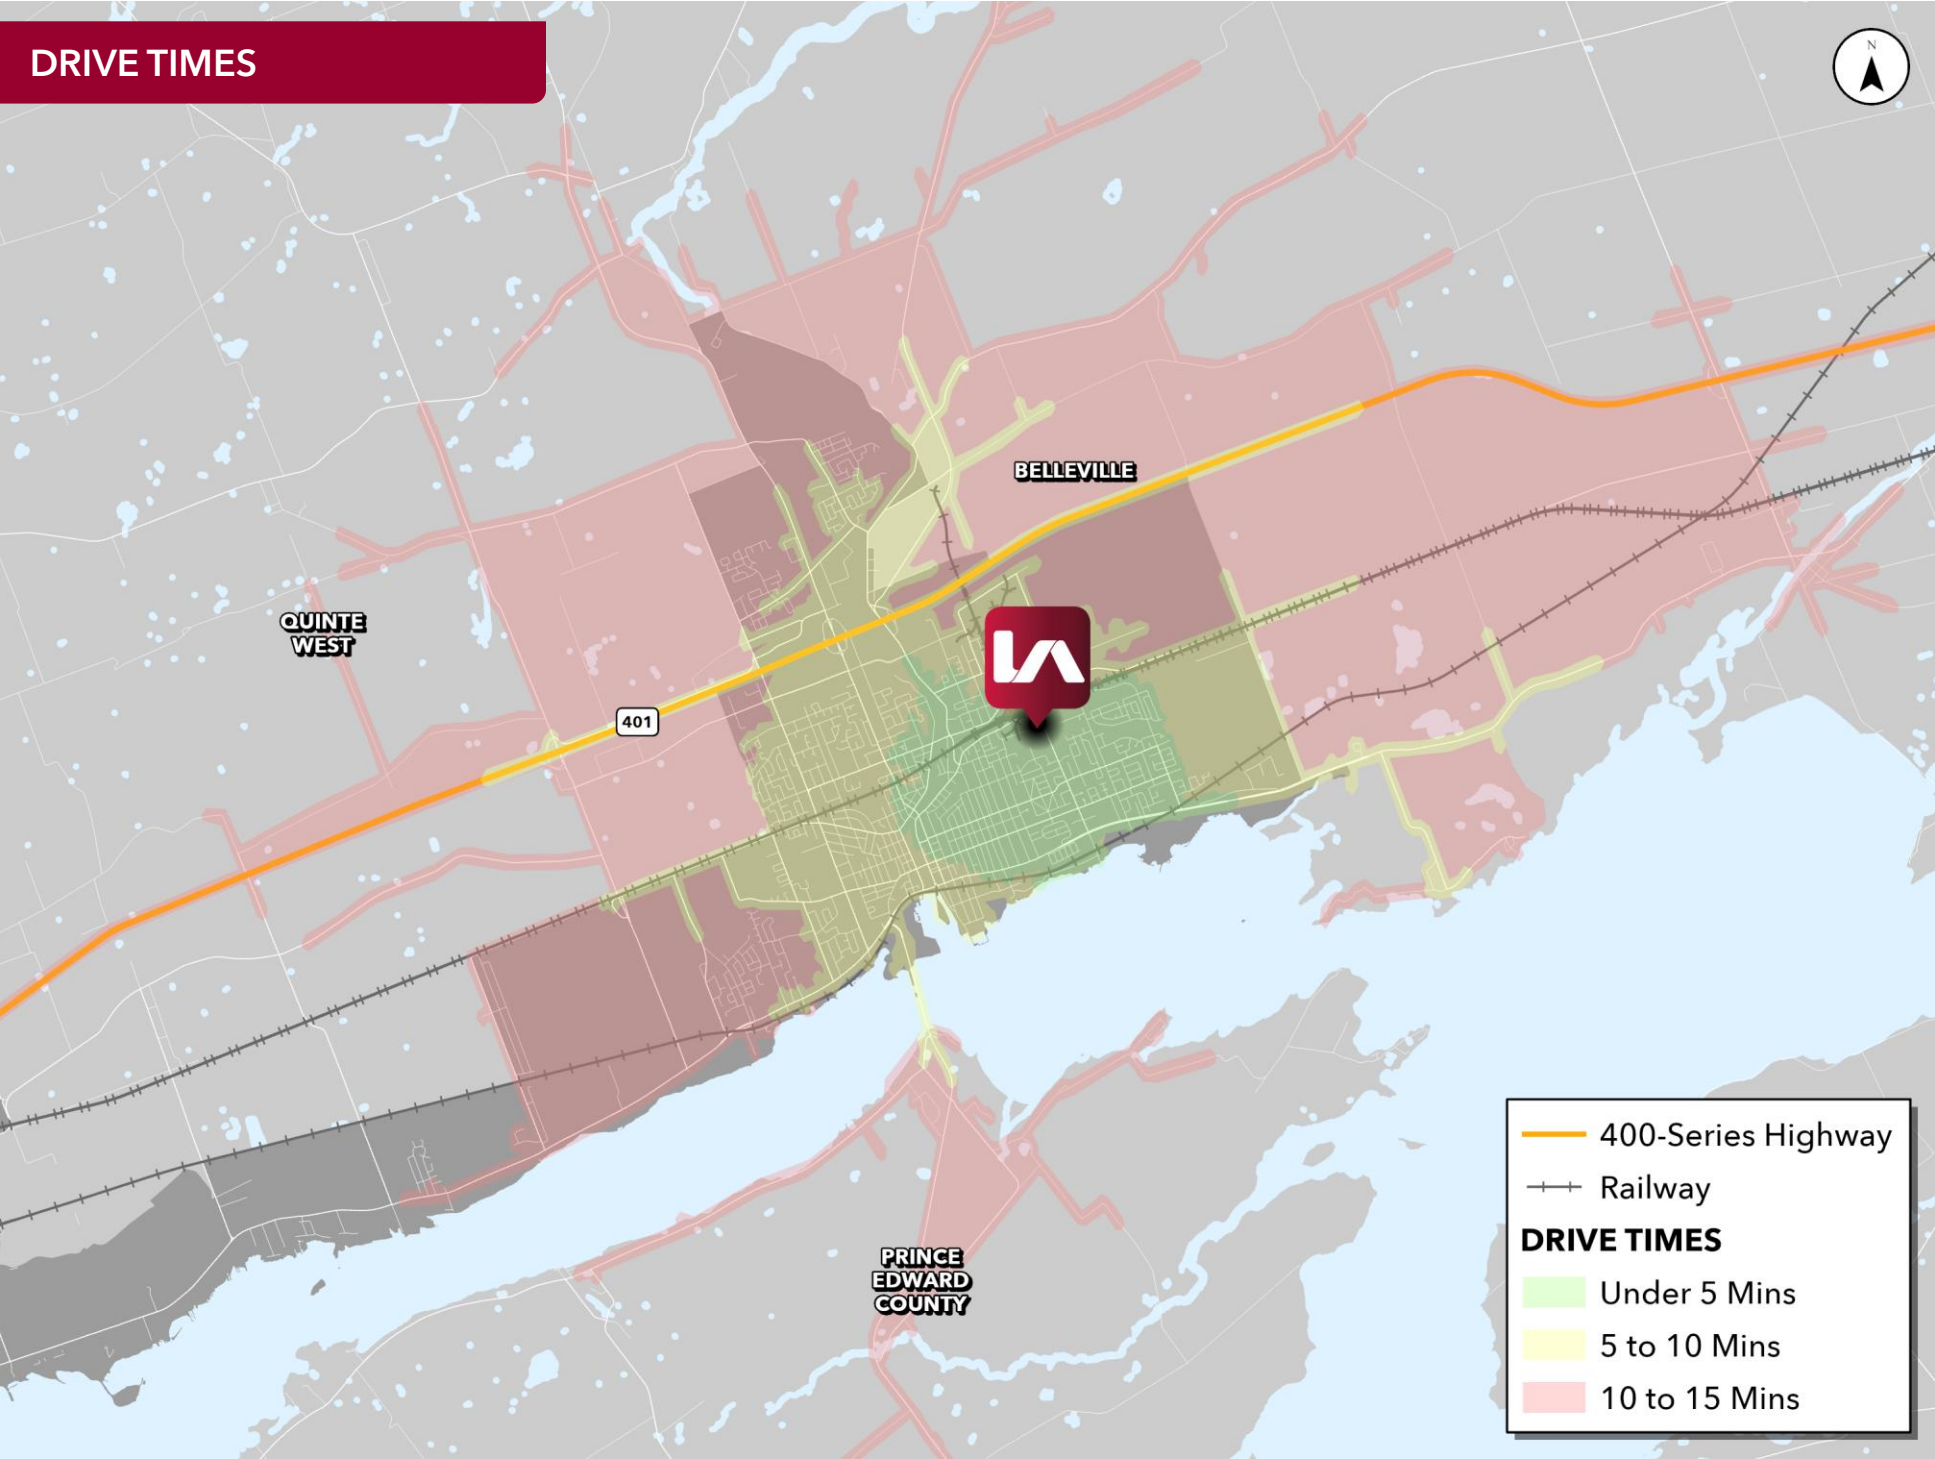 DRIVE TIMES
N
BELLEVILLE
QUINTE
WEST
401
PRINCE
EDWARD
COUNTY
400-Series Highway
Railway
DRIVE TIMES
Under 5 Mins
5 to 10 Mins
10 to 15 Mins